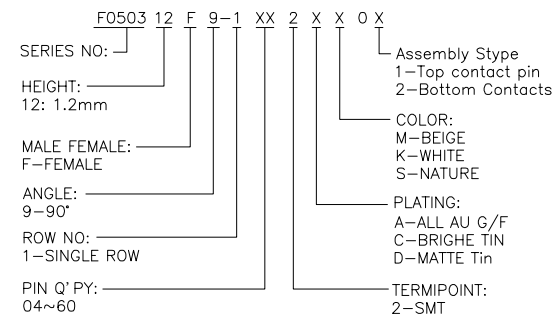 F0503 12 F 9-1 XX 2 X X 0 X
SERIES NO:
HEIGHT:
12: 1.2mm
MALE FEMALE:
F-FEMALE
ANGLE:
9-90°
ROW NO:
1-SINGLE ROW
PIN Q'PY:
04~60
Assembly Stype
1-Top contact pin
2-Bottom Contacts
COLOR:
M-BEIGE
K-WHITE
S-NATURE
PLATING:
A-ALL AU G/F
C-BRIGHE TIN
D-MATTE Tin
TERMIPOINT:
2-SMT